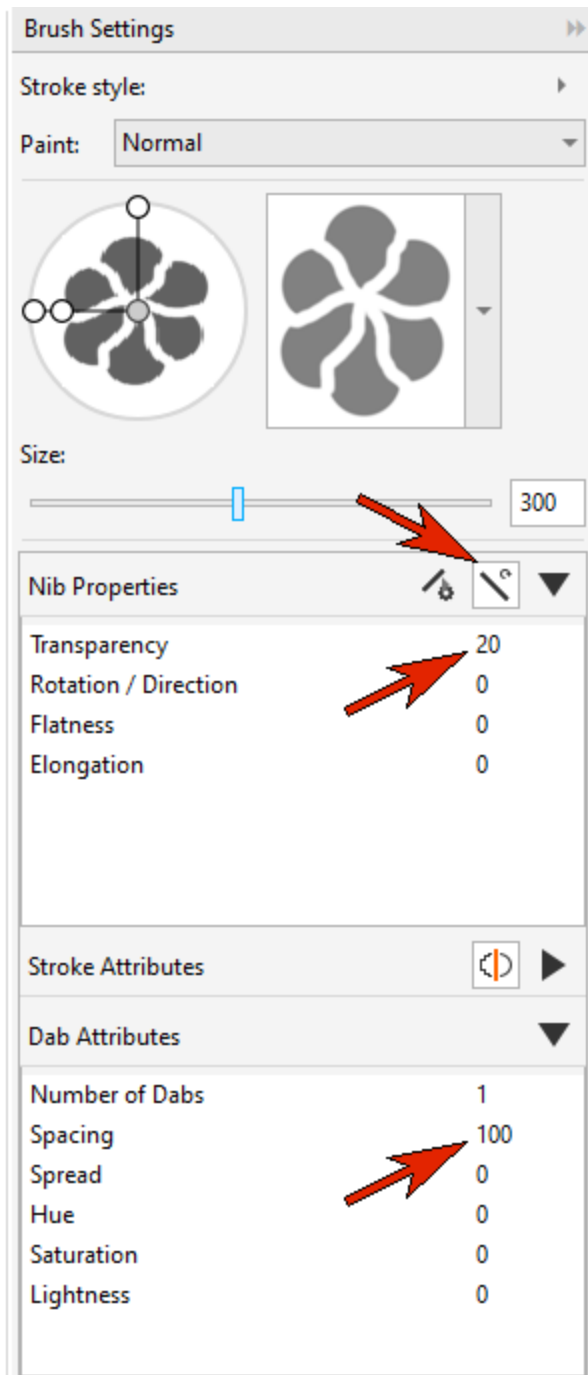 Brush Settings
Stroke style:
Paint: Normal
Size:
300
Nib Properties
Transparency 20
Rotation / Direction 0
Flatness 0
Elongation 0
Stroke Attributes
Dab Attributes
Number of Dabs 1
Spacing 100
Spread 0
Hue 0
Saturation 0
Lightness 0